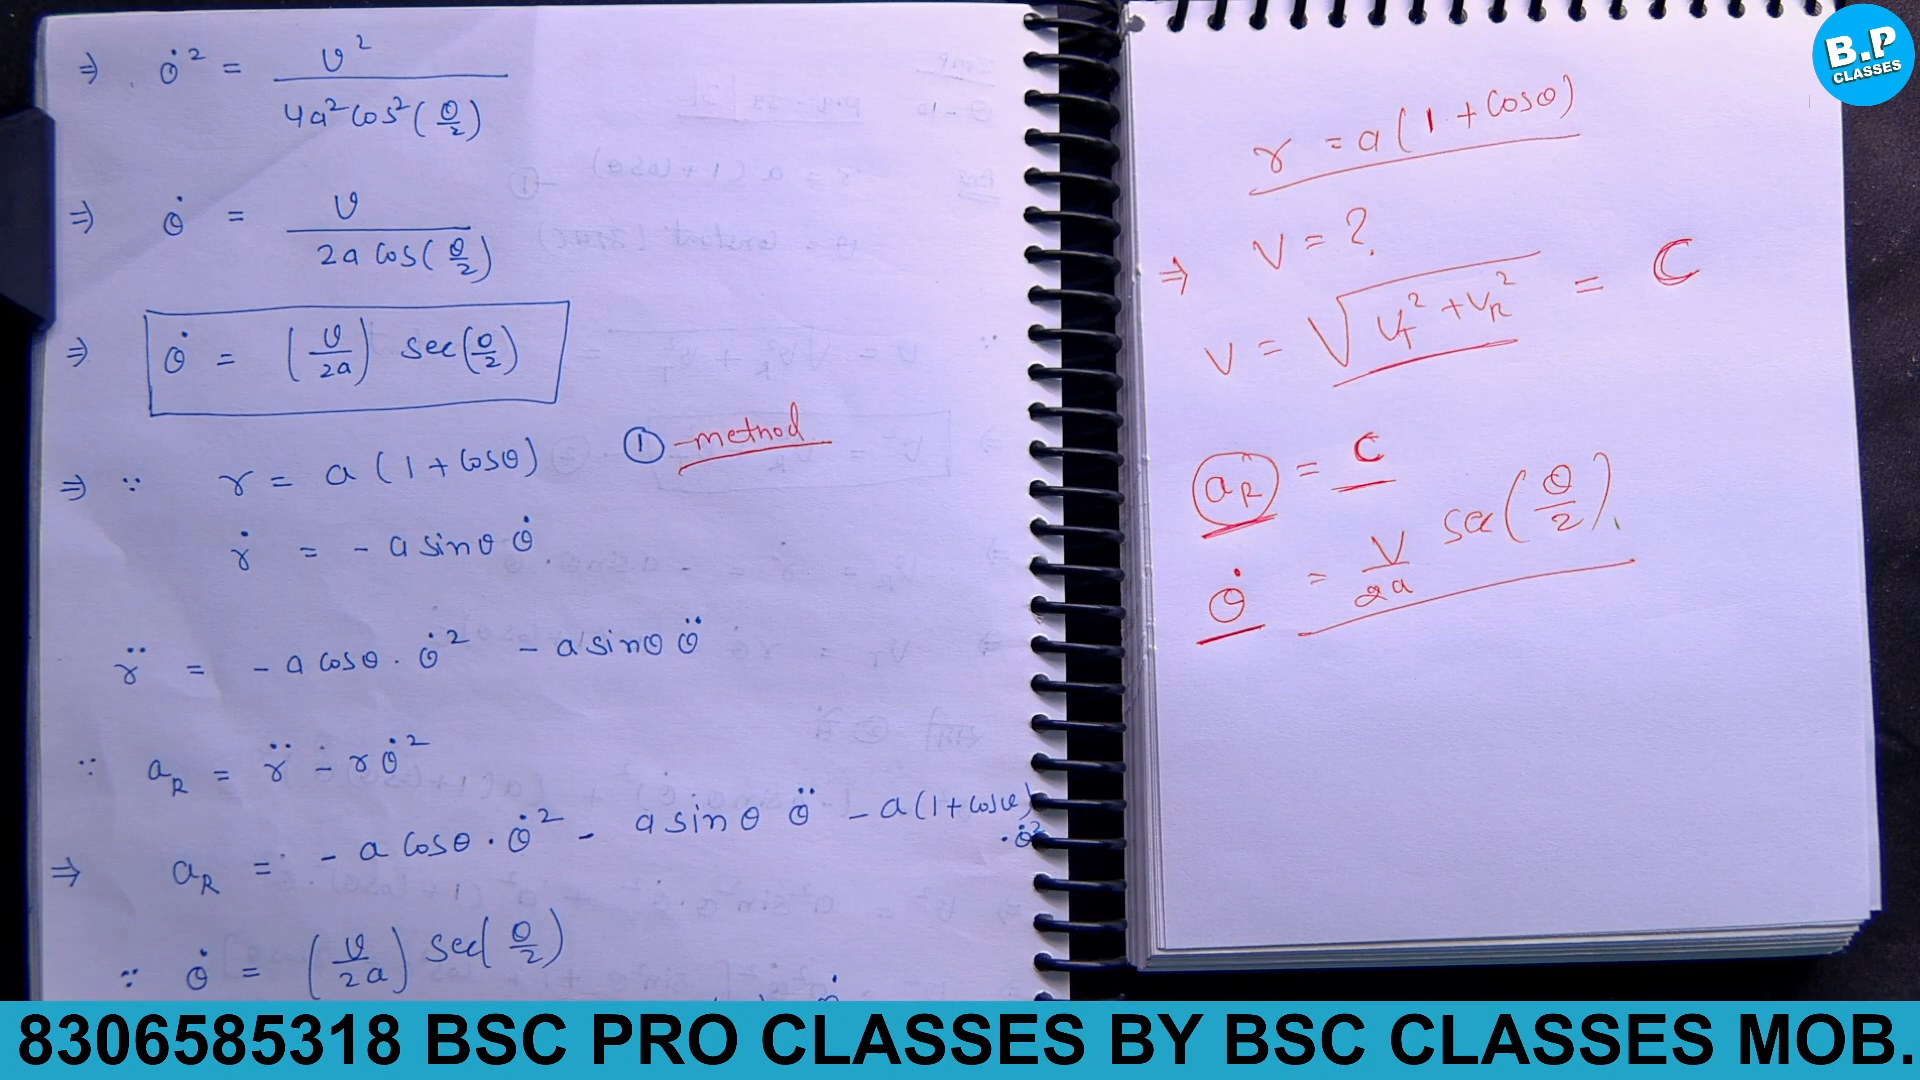 ⇒ θ̇² = v² / 4a² cos²(θ/2)
⇒ θ̇ = v / 2a cos(θ/2)
⇒ θ̇ = (v/2a) sec(θ/2)
⇒ ∵ r = a(1 + cosθ) ① -method
ṙ = - a sinθ θ̇
r̈ = - a cosθ · θ̇² - a sinθ θ̈
∵ a_R = r̈ - rθ̇²
⇒ a_R = - a cosθ · θ̇² - a sinθ θ̈ - a(1 + cosθ) · θ̇²
∵ θ̇ = (v/2a) sec(θ/2)
r = a(1 + cosθ)
v = ?
⇒ v = √(v_T² + v_R²) = C
a_R = C
θ̇ = v/2a sec(θ/2).
B.P
CLASSES
8306585318 BSC PRO CLASSES BY BSC CLASSES MOB.